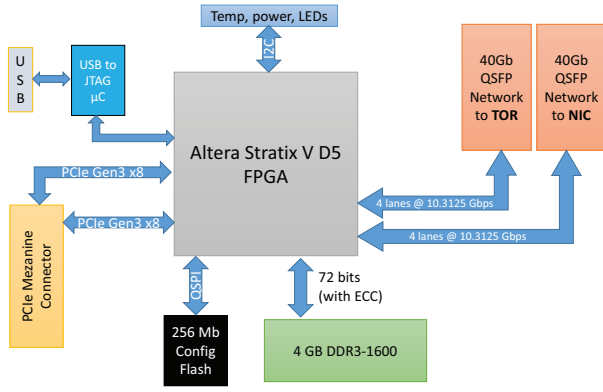 Temp, power, LEDs
I2C
U
S
B
USB to
JTAG
µC
40Gb
QSFP
Network
to TOR
40Gb
QSFP
Network
to NIC
Altera Stratix V D5
FPGA
PCIe Gen3 x8
PCIe Gen3 x8
4 lanes @ 10.3125 Gbps
4 lanes @ 10.3125 Gbps
PCIe Mezanine
Connector
QSPI
72 bits
(with ECC)
256 Mb
Config
Flash
4 GB DDR3-1600